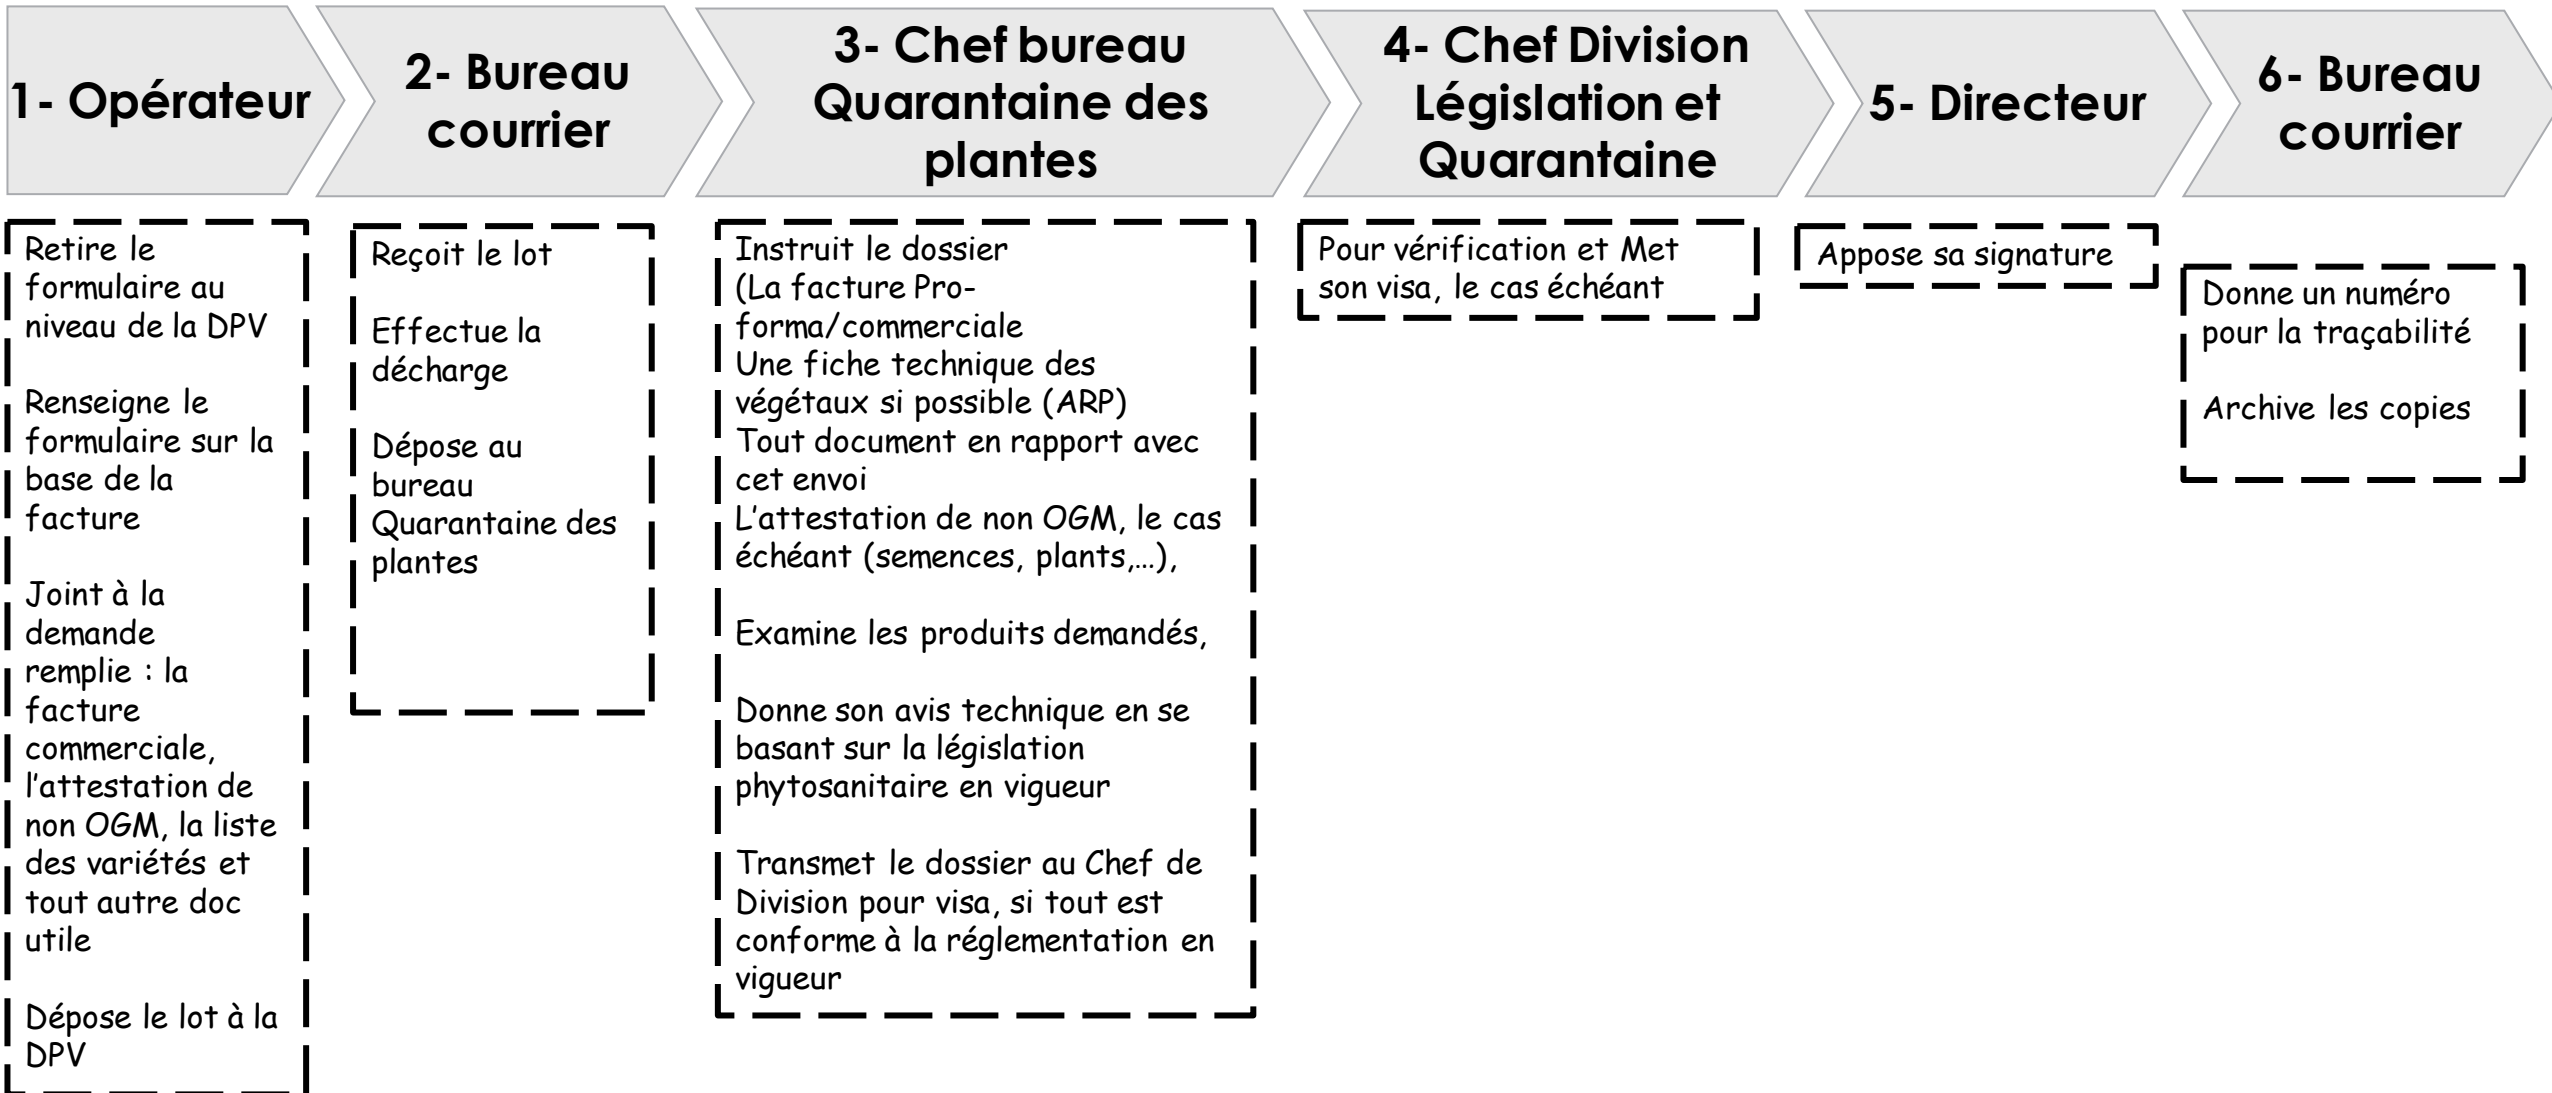 1- Opérateur
2- Bureau
courrier
3- Chef bureau
Quarantaine des
plantes
4- Chef Division
Législation et
Quarantaine
5- Directeur
6- Bureau
courrier
Retire le
formulaire au
niveau de la DPV
Renseigne le
formulaire sur la
base de la
facture
Joint à la
demande
remplie : la
facture
commerciale,
l'attestation de
non OGM, la liste
des variétés et
tout autre doc
utile
Dépose le lot à la
DPV
Reçoit le lot
Effectue la
décharge
Dépose au
bureau
Quarantaine des
plantes
Instruit le dossier
(La facture Pro-
forma/commerciale
Une fiche technique des
végétaux si possible (ARP)
Tout document en rapport avec
cet envoi
L'attestation de non OGM, le cas
échéant (semences, plants,…),
Examine les produits demandés,
Donne son avis technique en se
basant sur la législation
phytosanitaire en vigueur
Transmet le dossier au Chef de
Division pour visa, si tout est
conforme à la réglementation en
vigueur
Pour vérification et Met
son visa, le cas échéant
Appose sa signature
Donne un numéro
pour la traçabilité
Archive les copies